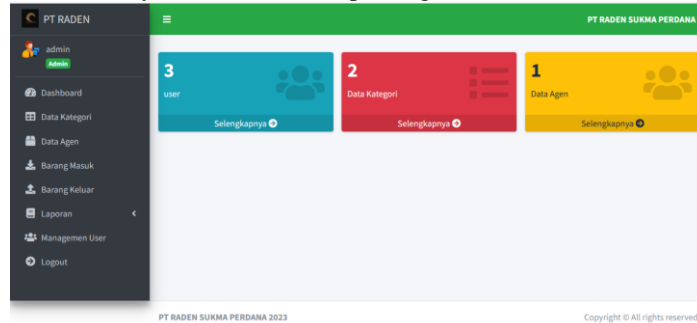 PT RADEN
PT RADEN SUKMA PERDANA
admin
Admin
Dashboard
Data Kategori
Data Agen
Barang Masuk
Barang Keluar
Laporan
Managemen User
Logout
3
user
Selengkapnya
2
Data Kategori
Selengkapnya
1
Data Agen
Selengkapnya
PT RADEN SUKMA PERDANA 2023
Copyright © All rights reserved